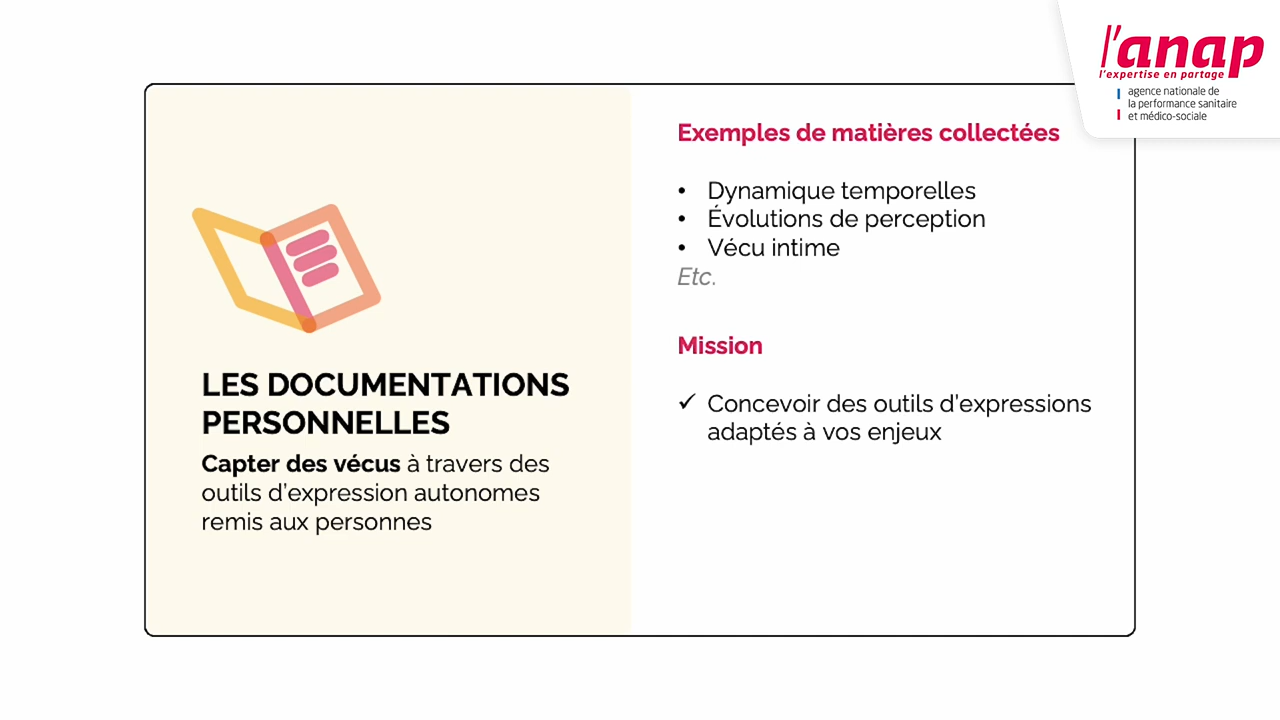 l'anap
l'expertise en partage
agence nationale de
la performance sanitaire
et médico-sociale
LES DOCUMENTATIONS
PERSONNELLES
Capter des vécus à travers des
outils d'expression autonomes
remis aux personnes
Exemples de matières collectées
• Dynamique temporelles
• Évolutions de perception
• Vécu intime
Etc.
Mission
✓ Concevoir des outils d'expressions
adaptés à vos enjeux